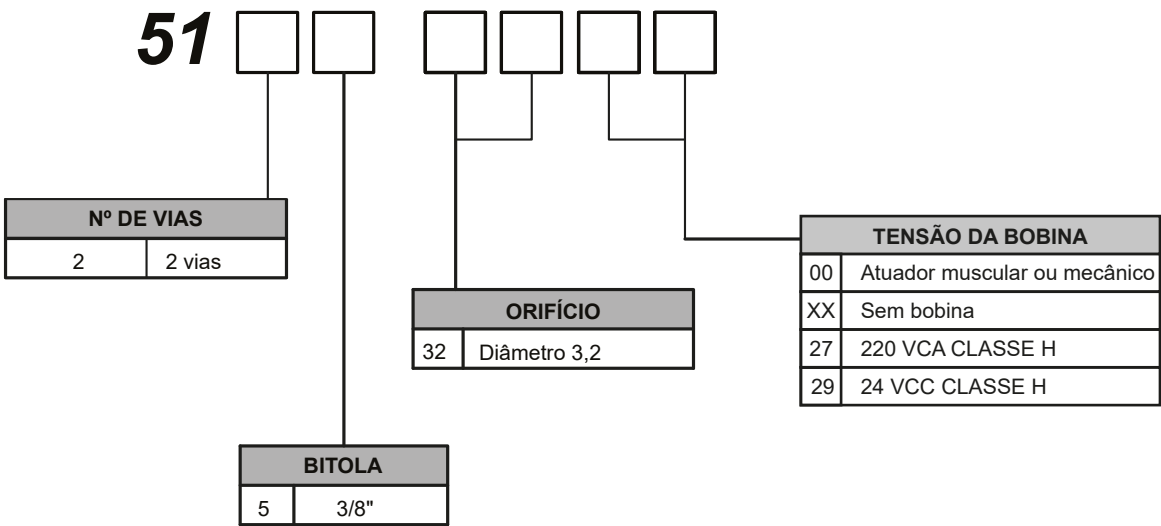 51
Nº DE VIAS
2 2 vias
TENSÃO DA BOBINA
00 Atuador muscular ou mecânico
XX Sem bobina
27 220 VCA CLASSE H
29 24 VCC CLASSE H
ORIFÍCIO
32 Diâmetro 3,2
BITOLA
5 3/8"